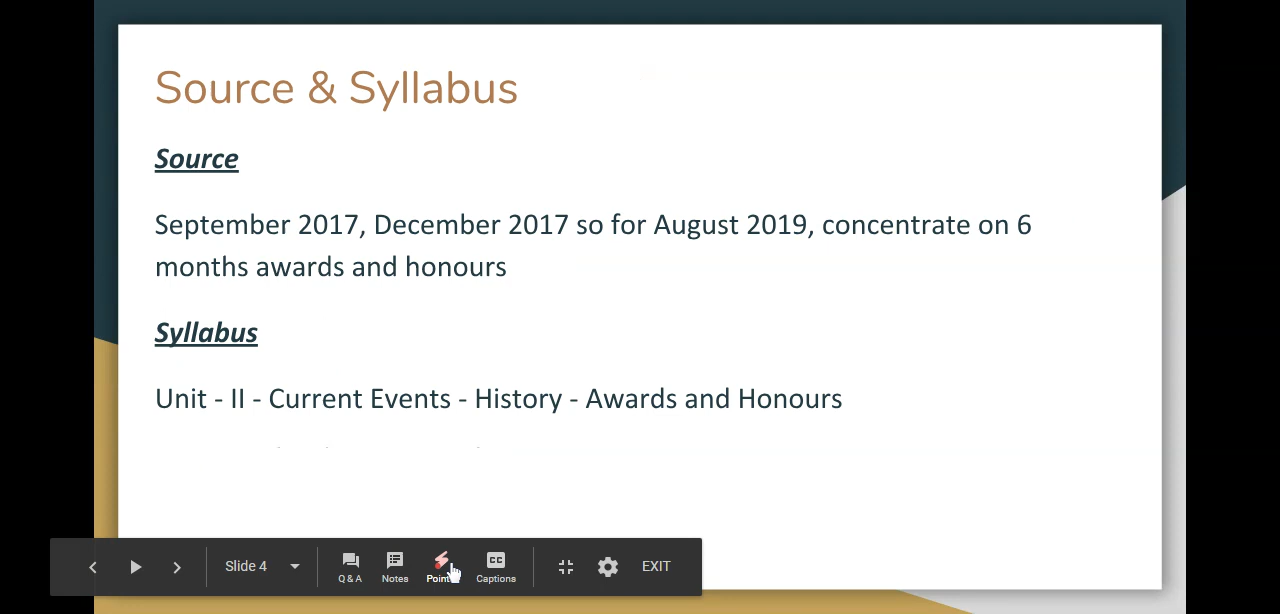 Source & Syllabus
Source
September 2017, December 2017 so for August 2019, concentrate on 6
months awards and honours
Syllabus
Unit - II - Current Events - History - Awards and Honours
Slide 4
Q & A
Notes
Captions
EXIT